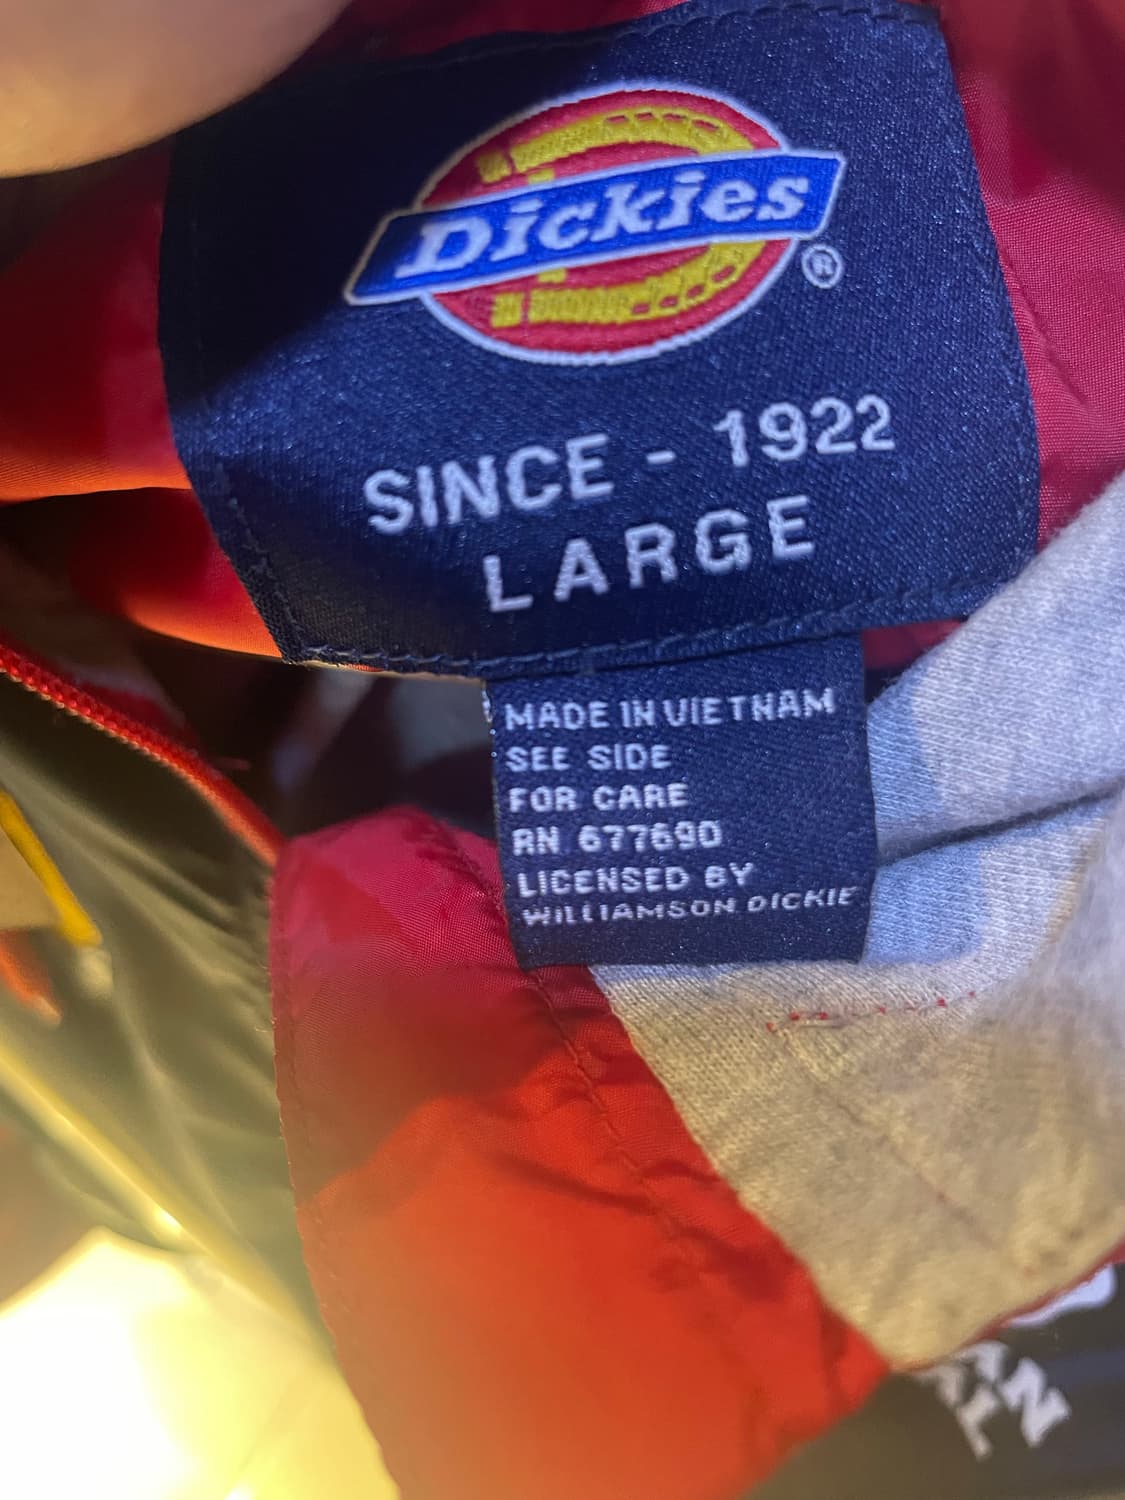 Dickies
®
SINCE - 1922
LARGE
MADE IN VIETNAM
SEE SIDE
FOR CARE
RN 677690
LICENSED BY
WILLIAMSON DICKIE